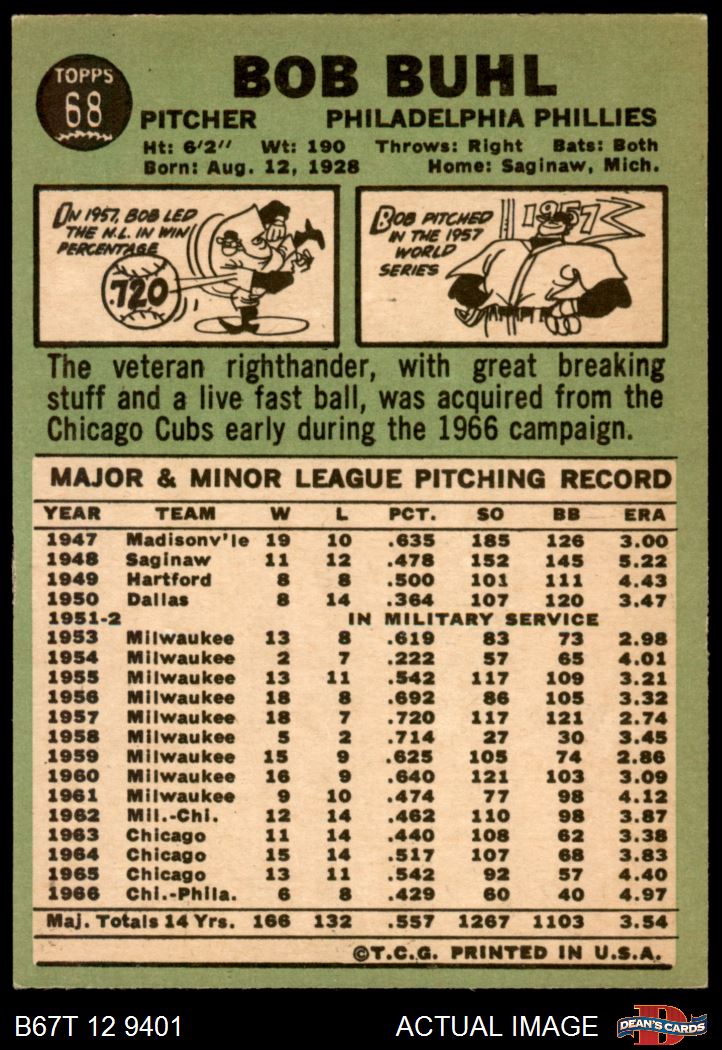 TOPPS
68
BOB BUHL
PITCHER PHILADELPHIA PHILLIES
Ht: 6'2" Wt: 190 Throws: Right Bats: Both
Born: Aug. 12, 1928 Home: Saginaw, Mich.
IN 1957, BOB LED
THE N.L. IN WIN
PERCENTAGE
.720
BOB PITCHED
IN THE 1957
WORLD
SERIES
1957
The veteran righthander, with great breaking
stuff and a live fast ball, was acquired from the
Chicago Cubs early during the 1966 campaign.
MAJOR & MINOR LEAGUE PITCHING RECORD
YEAR TEAM W L PCT. SO BB ERA
1947 Madisonv'le 19 10 .635 185 126 3.00
1948 Saginaw 11 12 .478 152 145 5.22
1949 Hartford 8 8 .500 101 111 4.43
1950 Dallas 8 14 .364 107 120 3.47
1951-2 IN MILITARY SERVICE
1953 Milwaukee 13 8 .619 83 73 2.98
1954 Milwaukee 2 7 .222 57 65 4.01
1955 Milwaukee 13 11 .542 117 109 3.21
1956 Milwaukee 18 8 .692 86 105 3.32
1957 Milwaukee 18 7 .720 117 121 2.74
1958 Milwaukee 5 2 .714 27 30 3.45
1959 Milwaukee 15 9 .625 105 74 2.86
1960 Milwaukee 16 9 .640 121 103 3.09
1961 Milwaukee 9 10 .474 77 98 4.12
1962 Mil.-Chi. 12 14 .462 110 98 3.87
1963 Chicago 11 14 .440 108 62 3.38
1964 Chicago 15 14 .517 107 68 3.83
1965 Chicago 13 11 .542 92 57 4.40
1966 Chi.-Phila. 6 8 .429 60 40 4.97
Maj. Totals 14 Yrs. 166 132 .557 1267 1103 3.54
©T.C.G. PRINTED IN U.S.A.
B67T 12 9401 ACTUAL IMAGE
D
DEAN'S CARDS